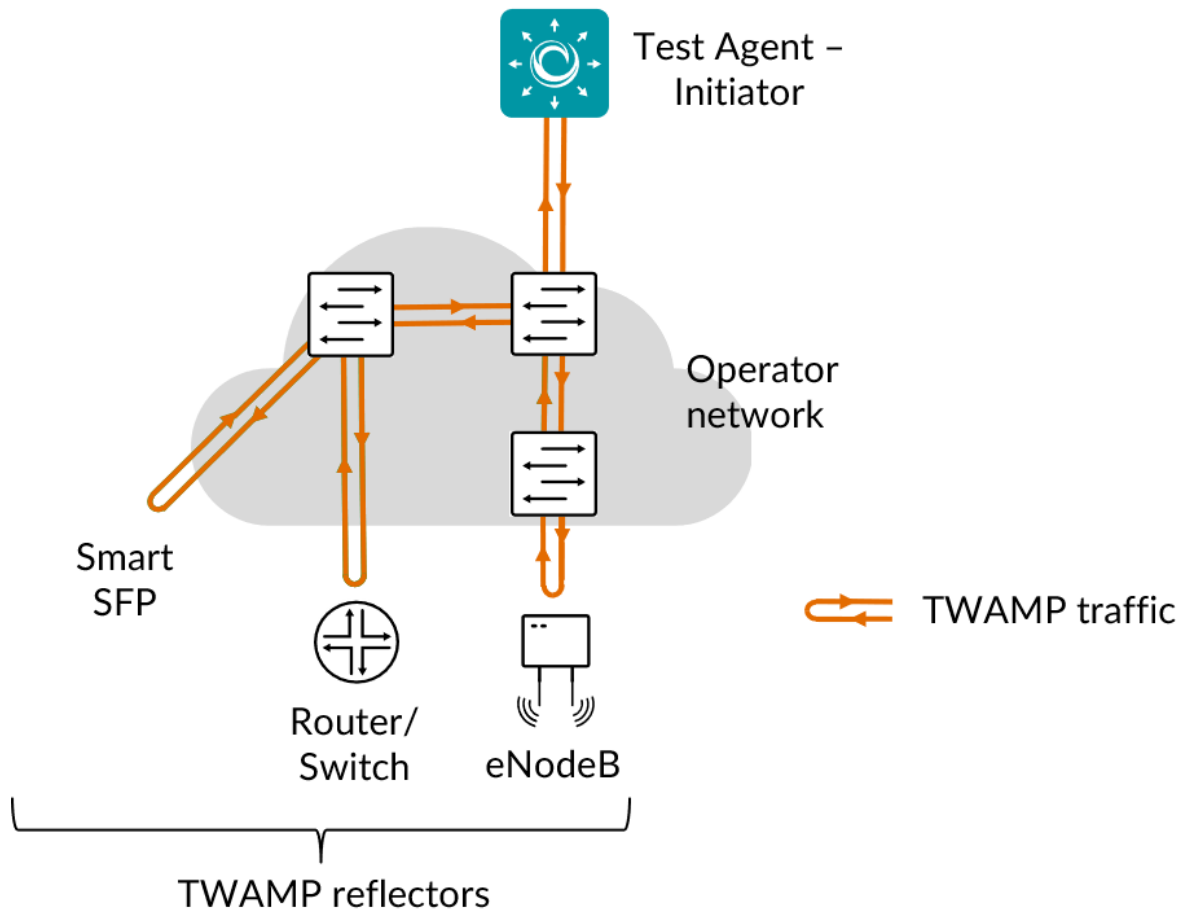 Test Agent –
Initiator
Operator
network
Smart
SFP
TWAMP traffic
Router/
Switch
eNodeB
TWAMP reflectors